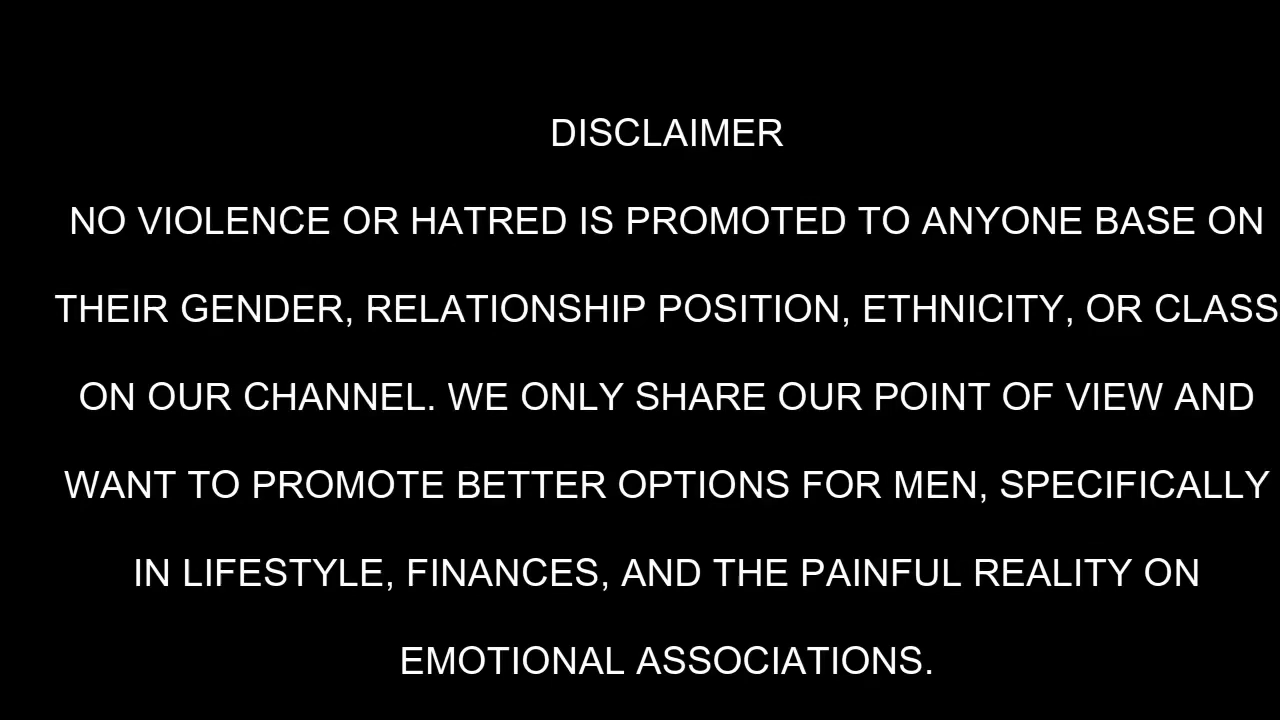 DISCLAIMER
NO VIOLENCE OR HATRED IS PROMOTED TO ANYONE BASE ON
THEIR GENDER, RELATIONSHIP POSITION, ETHNICITY, OR CLASS
ON OUR CHANNEL. WE ONLY SHARE OUR POINT OF VIEW AND
WANT TO PROMOTE BETTER OPTIONS FOR MEN, SPECIFICALLY
IN LIFESTYLE, FINANCES, AND THE PAINFUL REALITY ON
EMOTIONAL ASSOCIATIONS.